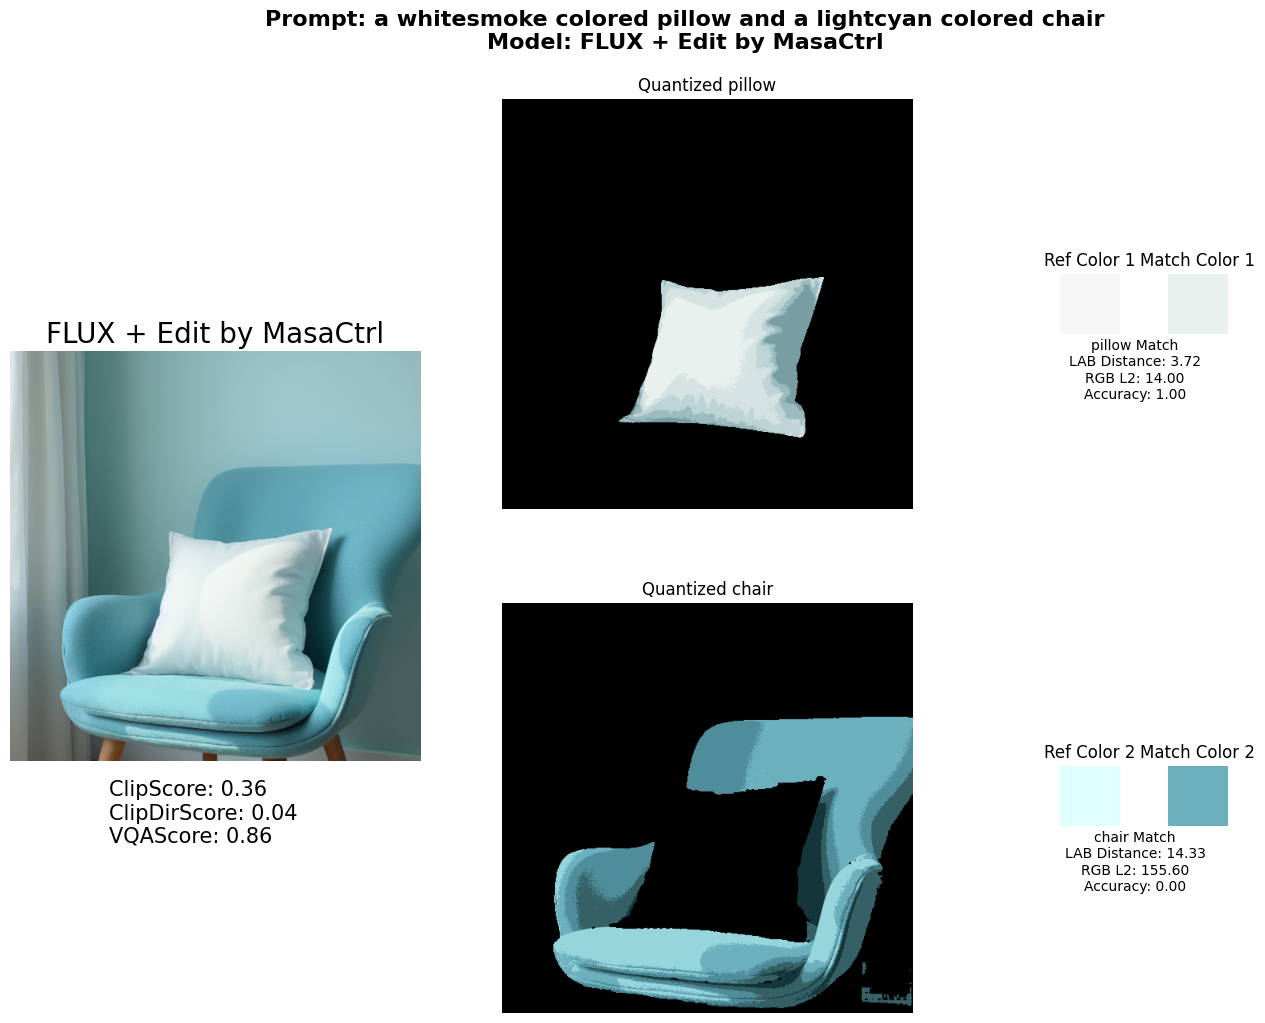 Prompt: a whitesmoke colored pillow and a lightcyan colored chair
Model: FLUX + Edit by MasaCtrl
Quantized pillow
Ref Color 1 Match Color 1
pillow Match
LAB Distance: 3.72
RGB L2: 14.00
Accuracy: 1.00
FLUX + Edit by MasaCtrl
ClipScore: 0.36
ClipDirScore: 0.04
VQAScore: 0.86
Quantized chair
Ref Color 2 Match Color 2
chair Match
LAB Distance: 14.33
RGB L2: 155.60
Accuracy: 0.00